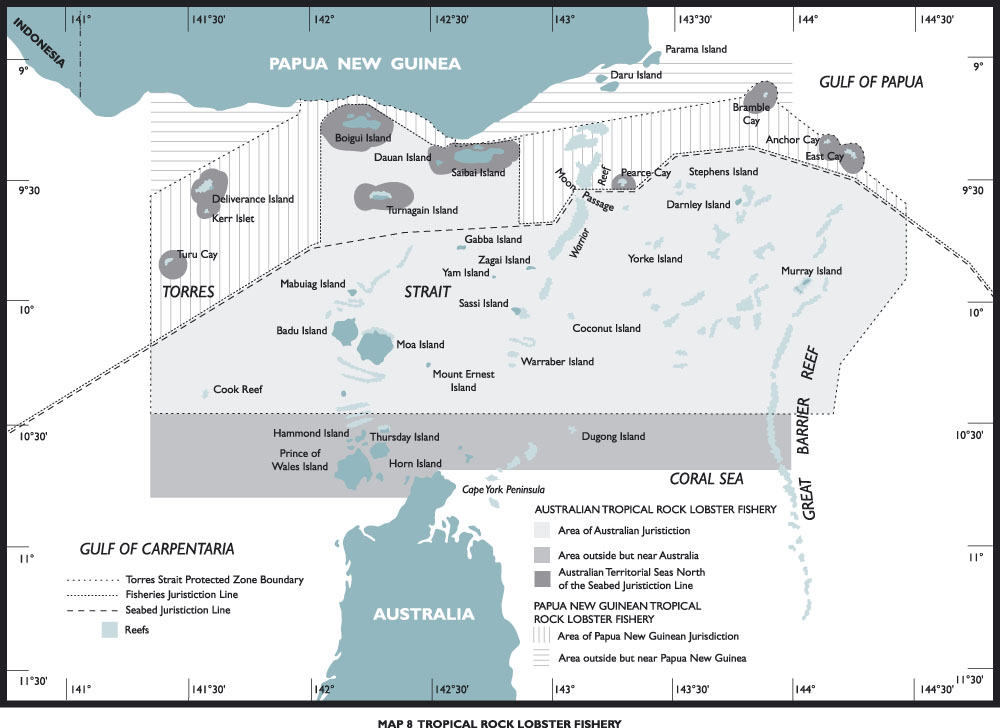 141°
141°30'
142°
142°30'
143°
143°30'
144°
144°30'
INDONESIA
PAPUA NEW GUINEA
Parama Island
Daru Island
GULF OF PAPUA
9°
9°
Bramble
Cay
Anchor Cay
East Cay
Boigui Island
Dauan Island
Saibai Island
Moon
Passage
Warrior
Reef
Pearce Cay
Stephens Island
9°30
9°30'
Deliverance Island
Kerr Islet
Turnagain Island
Darnley Island
Turu Cay
Gabba Island
Zagai Island
Yam Island
Yorke Island
Murray Island
Mabuiag Island
TORRES
STRAIT
Sassi Island
10°
10°
Badu Island
Moa Island
Coconut Island
Warraber Island
Mount Ernest
Island
Cook Reef
GREAT BARRIER REEF
10°30'
10°30'
Hammond Island
Thursday Island
Dugong Island
Prince of
Wales Island
Horn Island
Cape York Peninsula
CORAL SEA
AUSTRALIAN TROPICAL ROCK LOBSTER FISHERY
Area of Australian Juristiction
Area outside but near Australia
Australian Territorial Seas North
of the Seabed Juristiction Line
PAPUA NEW GUINEAN TROPICAL
ROCK LOBSTER FISHERY
Area of Papua New Guinean Jurisdiction
Area outside but near Papua New Guinea
11°
11°
GULF OF CARPENTARIA
Torres Strait Protected Zone Boundary
Fisheries Juristiction Line
Seabed Juristiction Line
Reefs
AUSTRALIA
11°30'
11°30'
141°
141°30'
142°
142°30'
143°
143°30'
144°
144°30'
MAP 8 TROPICAL ROCK LOBSTER FISHERY